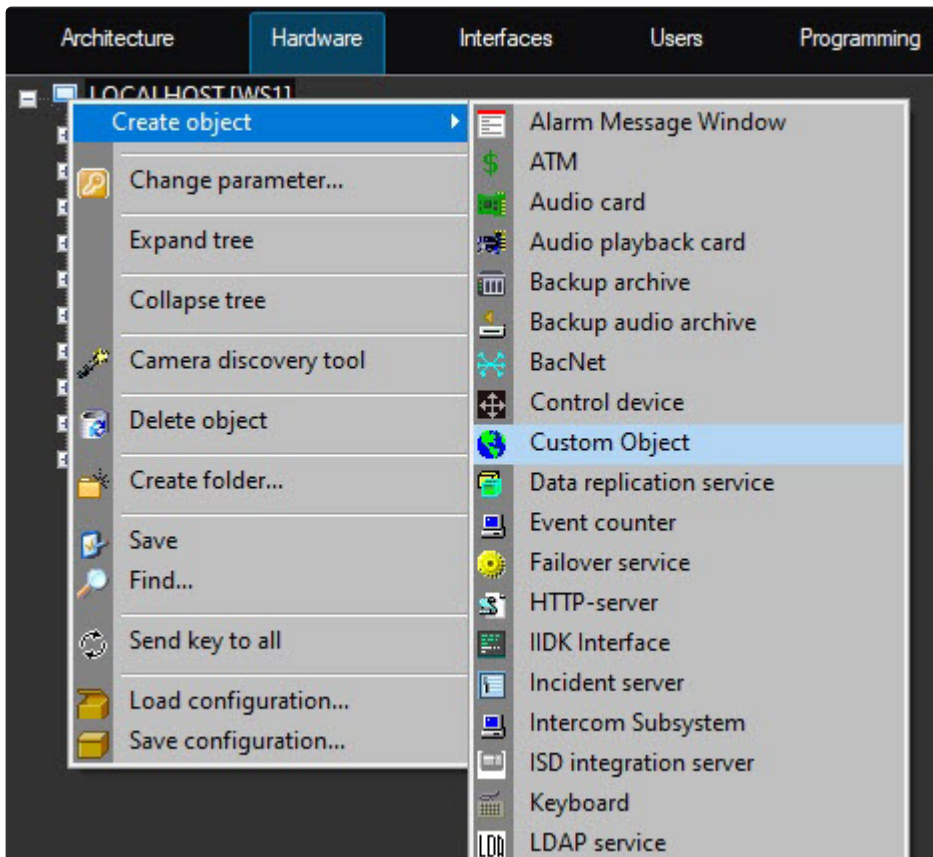 Architecture Hardware Interfaces Users Programming
LOCALHOST [WS1]
Create object
Change parameter...
Expand tree
Collapse tree
Camera discovery tool
Delete object
Create folder...
Save
Find...
Send key to all
Load configuration...
Save configuration...
Alarm Message Window
ATM
Audio card
Audio playback card
Backup archive
Backup audio archive
BacNet
Control device
Custom Object
Data replication service
Event counter
Failover service
HTTP-server
IIDK Interface
Incident server
Intercom Subsystem
ISD integration server
Keyboard
LDAP service